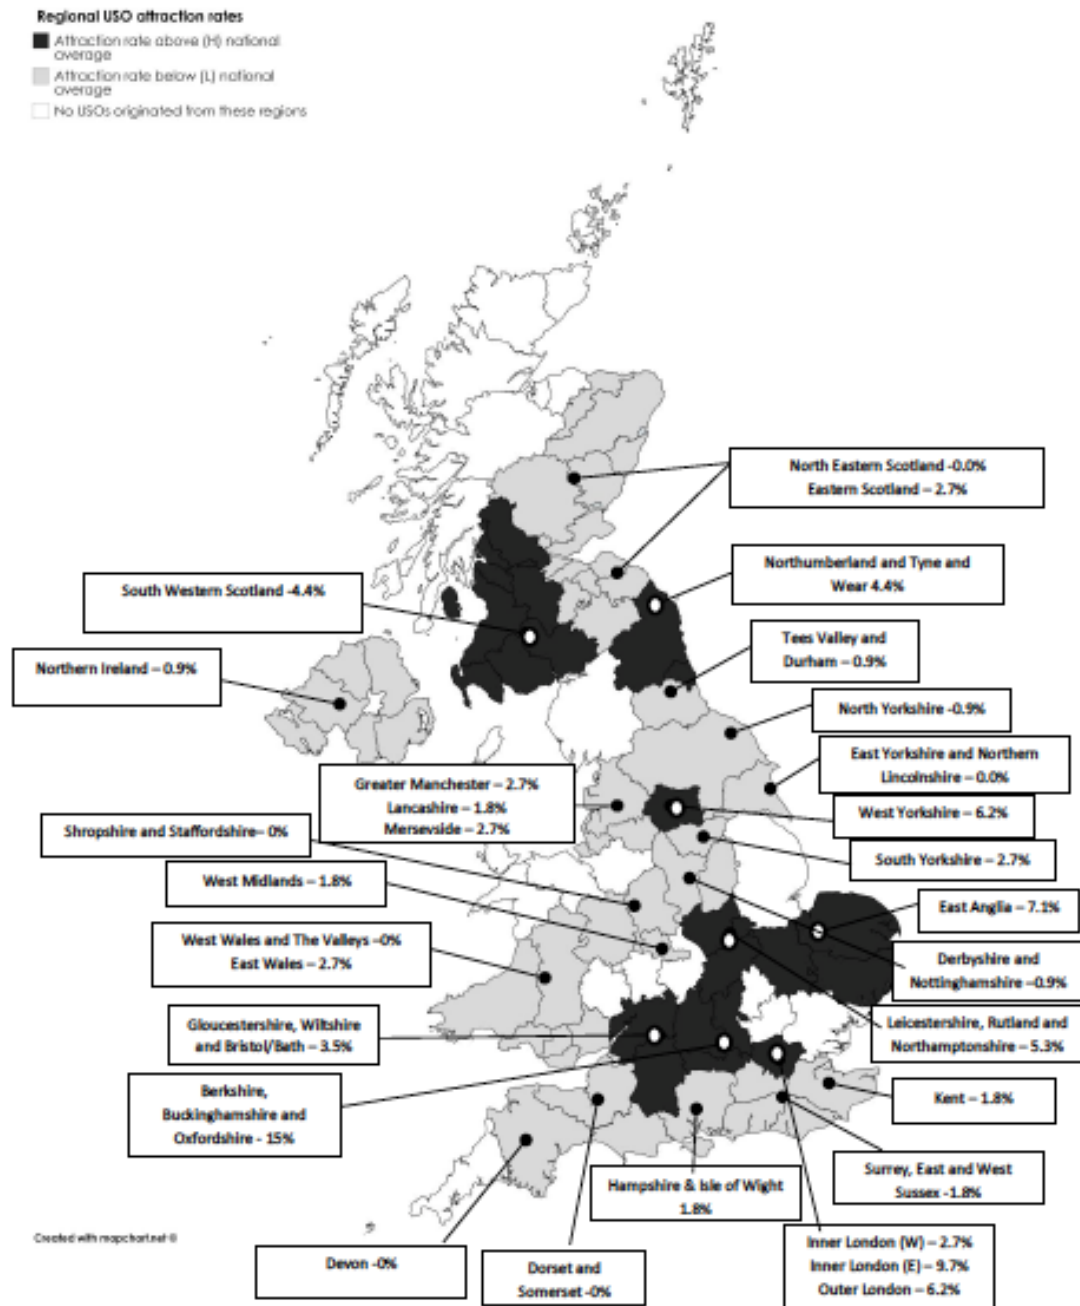 Regional USO attraction rates
Attraction rate above (H) national
average
Attraction rate below (L) national
average
No USOs originated from these regions
North Eastern Scotland -0.0%
Eastern Scotland – 2.7%
Northumberland and Tyne and
Wear 4.4%
South Western Scotland -4.4%
Tees Valley and
Durham – 0.9%
Northern Ireland – 0.9%
North Yorkshire -0.9%
East Yorkshire and Northern
Lincolnshire – 0.0%
Greater Manchester – 2.7%
Lancashire – 1.8%
Mersevside – 2.7%
West Yorkshire – 6.2%
Shropshire and Staffordshire– 0%
South Yorkshire – 2.7%
West Midlands – 1.8%
East Anglia – 7.1%
West Wales and The Valleys –0%
East Wales – 2.7%
Derbyshire and
Nottinghamshire –0.9%
Gloucestershire, Wiltshire
and Bristol/Bath – 3.5%
Leicestershire, Rutland and
Northamptonshire – 5.3%
Berkshire,
Buckinghamshire and
Oxfordshire - 15%
Kent – 1.8%
Surrey, East and West
Sussex -1.8%
Hampshire & Isle of Wight
1.8%
Created with mapchart.net ©
Devon -0%
Dorset and
Somerset -0%
Inner London (W) – 2.7%
Inner London (E) – 9.7%
Outer London – 6.2%